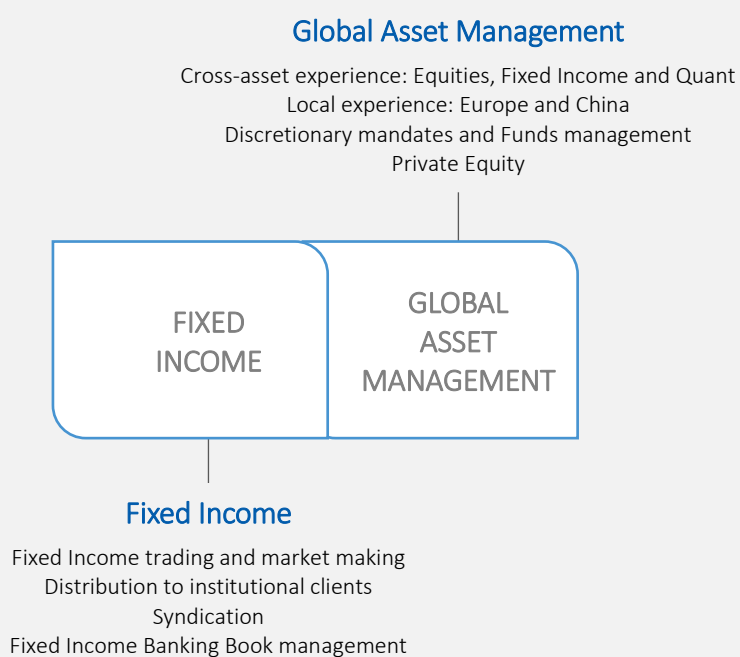 Global Asset Management
Cross-asset experience: Equities, Fixed Income and Quant
Local experience: Europe and China
Discretionary mandates and Funds management
Private Equity
FIXED
INCOME
GLOBAL
ASSET
MANAGEMENT
Fixed Income
Fixed Income trading and market making
Distribution to institutional clients
Syndication
Fixed Income Banking Book management